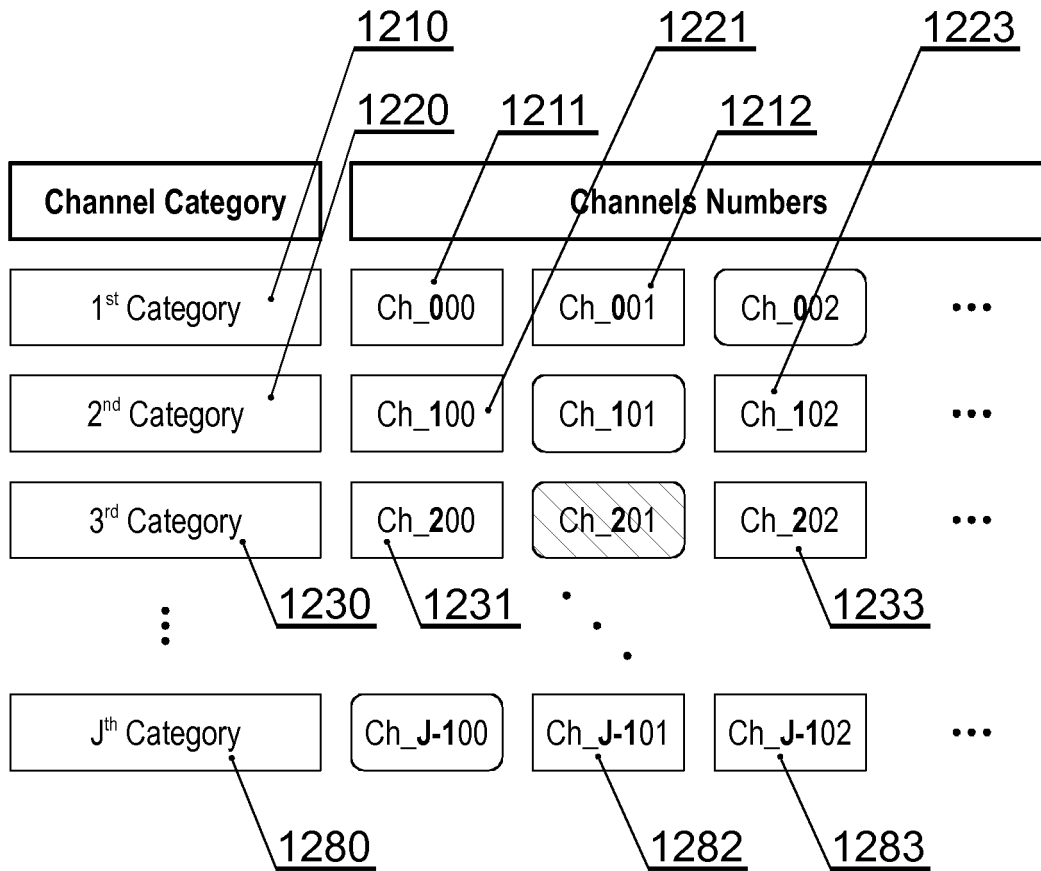 1210 1221 1223
1220 1211 1212
Channel Category Channels Numbers
1st Category Ch_000 Ch_001 Ch_002 •••
2nd Category Ch_100 Ch_101 Ch_102 •••
3rd Category Ch_200 Ch_201 Ch_202 •••
1230 1231 1233
Jth Category Ch_J-100 Ch_J-101 Ch_J-102 •••
1280 1282 1283